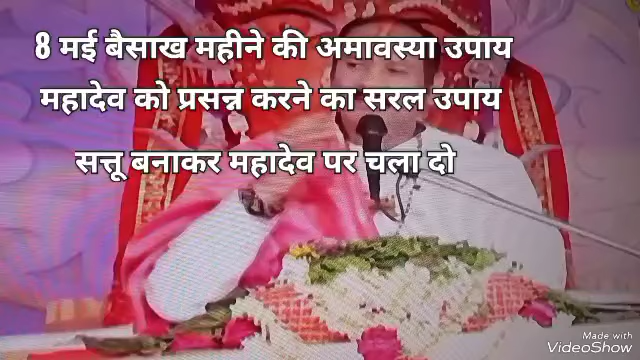 8 मई बैसाख महीने की अमावस्या उपाय
महादेव को प्रसन्न करने का सरल उपाय
सत्तू बनाकर महादेव पर चला दो
Made with
VideoShow